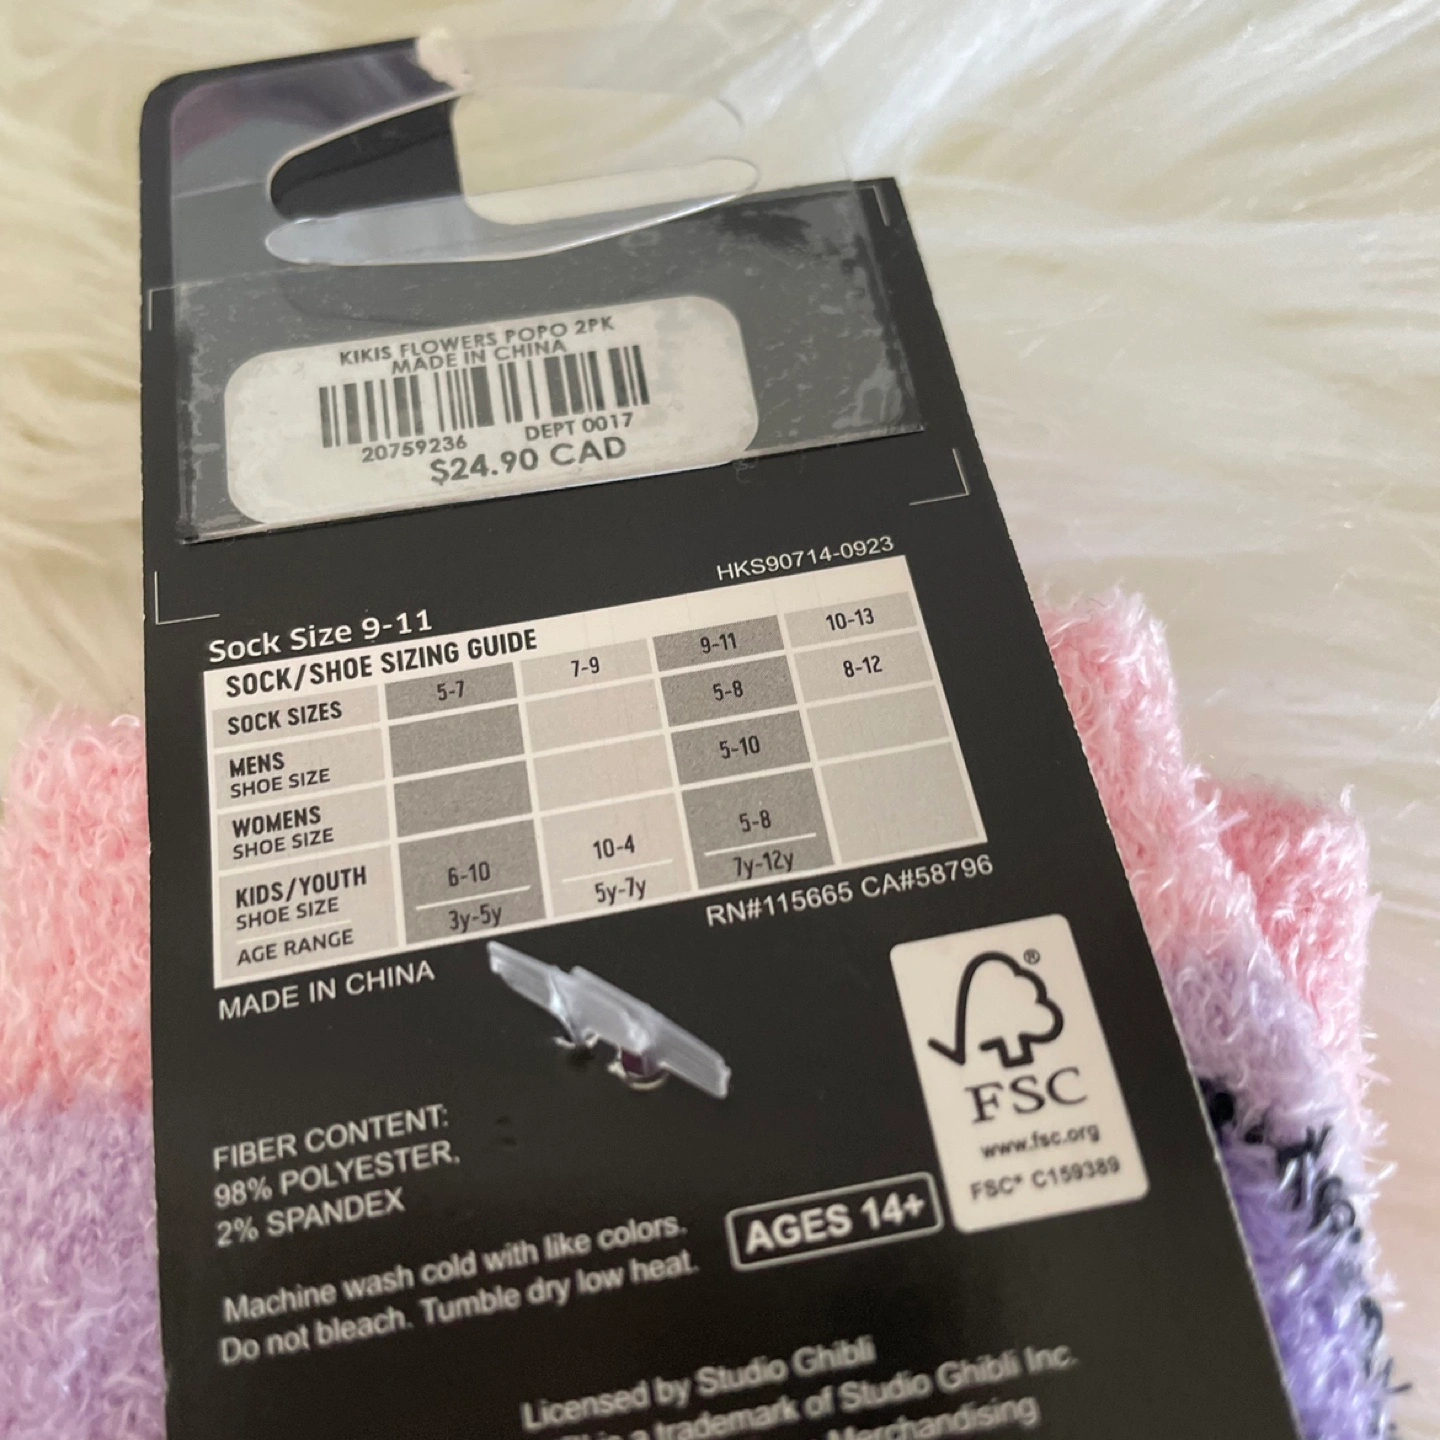 KIKIS FLOWERS POPO 2PK
MADE IN CHINA
20759236 DEPT 0017
$24.90 CAD
HKS90714-0923
Sock Size 9-11
SOCK/SHOE SIZING GUIDE
SOCK SIZES 5-7 7-9 9-11 10-13
MENS
SHOE SIZE 5-8 8-12
WOMENS
SHOE SIZE 5-10
KIDS/YOUTH
SHOE SIZE 6-10 10-4 5-8
AGE RANGE 3y-5y 5y-7y 7y-12y
MADE IN CHINA
RN#115665 CA#58796
FSC
www.fsc.org
FSC® C159389
FIBER CONTENT:
98% POLYESTER,
2% SPANDEX
AGES 14+
Machine wash cold with like colors.
Do not bleach. Tumble dry low heat.
Licensed by Studio Ghibli
is a trademark of Studio Ghibli Inc.
Merchandising